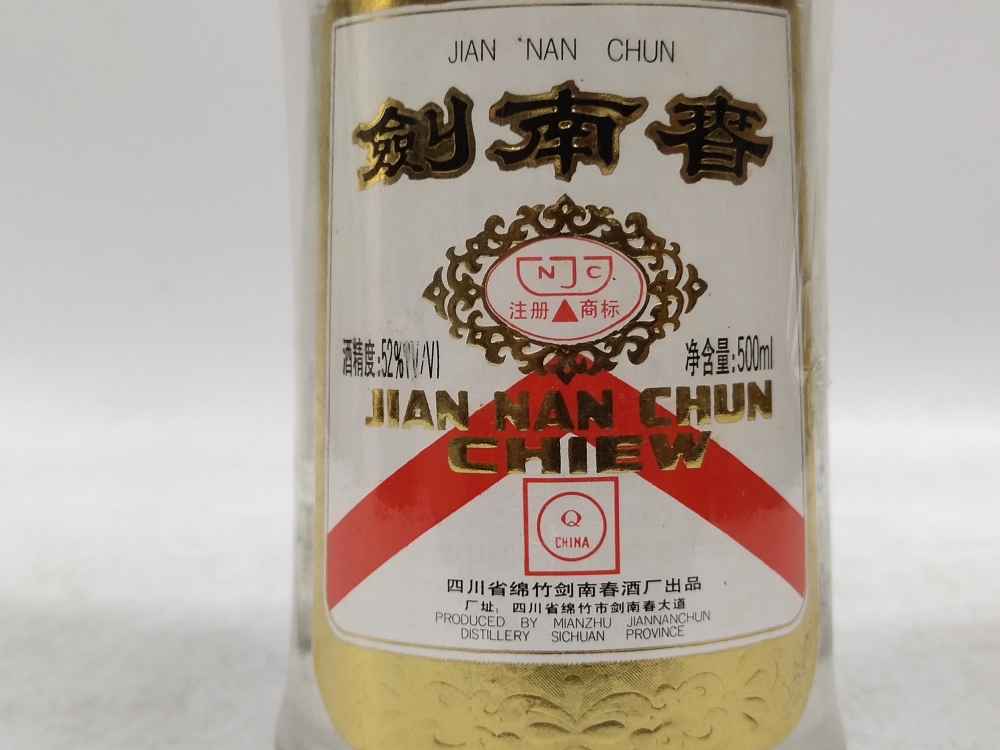 JIAN NAN CHUN
劍南春
NJC
注册▲商标
酒精度:52%(V/V)
净含量:500ml
JIAN NAN CHUN
CHIEW
Q
CHINA
四川省绵竹剑南春酒厂出品
厂址: 四川省绵竹市剑南春大道
PRODUCED BY MIANZHU JIANNANCHUN
DISTILLERY SICHUAN PROVINCE